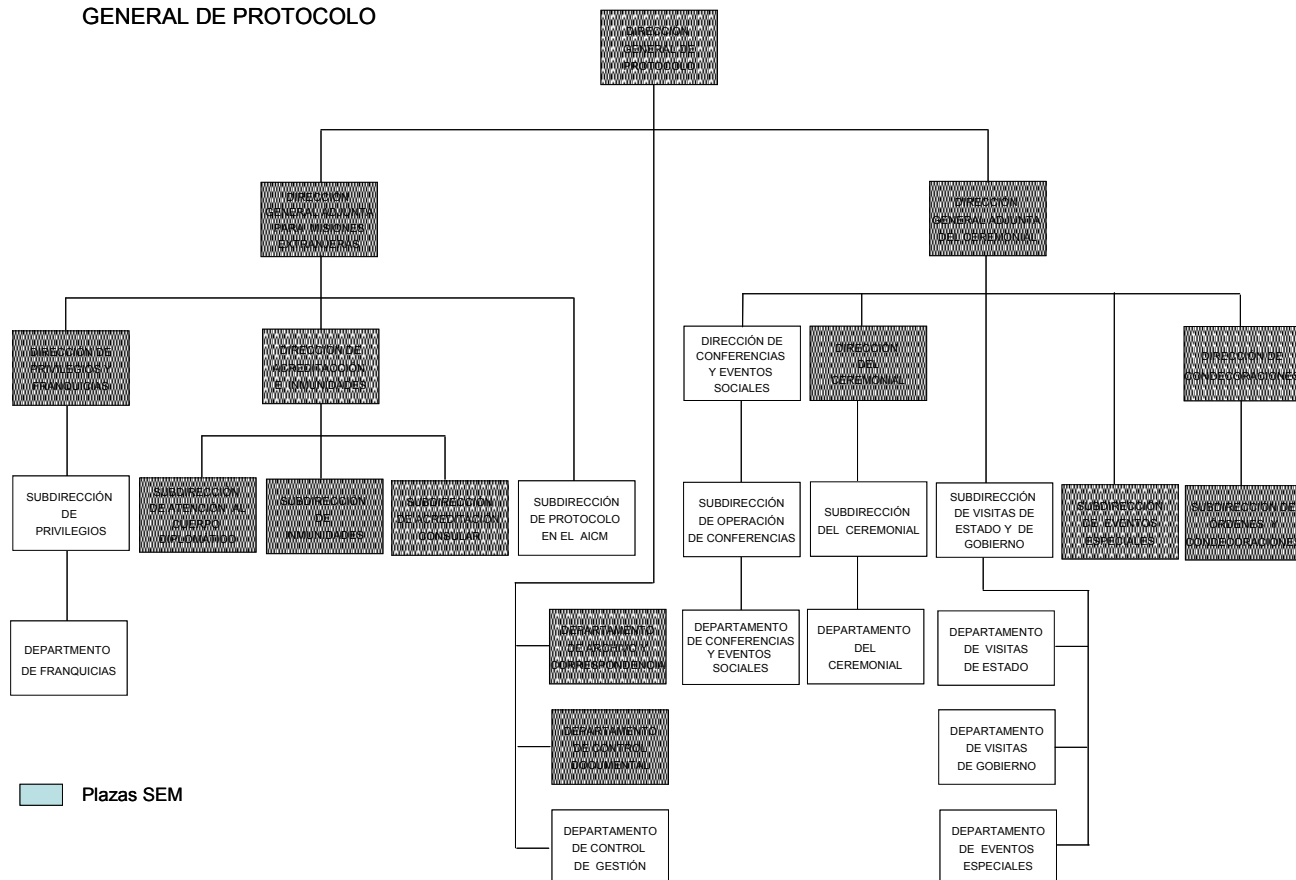 GENERAL DE PROTOCOLO
DIRECCIÓN
GENERAL DE
PROTOCOLO
DIRECCIÓN
GENERAL ADJUNTA
PARA MISIONES
EXTRANJERAS
DIRECCIÓN
GENERAL ADJUNTA
DEL CEREMONIAL
DIRECCIÓN DE
PRIVILEGIOS Y
FRANQUICIAS
DIRECCIÓN DE
ACREDITACIÓN
E INMUNIDADES
DIRECCIÓN DE
CONFERENCIAS
Y EVENTOS
SOCIALES
DIRECCIÓN
DEL
CEREMONIAL
DIRECCIÓN DE
CONDECORACIONES
SUBDIRECCIÓN
DE
PRIVILEGIOS
SUBDIRECCIÓN
DE ATENCIÓN AL
CUERPO
DIPLOMÁTICO
SUBDIRECCIÓN
DE
INMUNIDADES
SUBDIRECCIÓN
DE ACREDITACIÓN
CONSULAR
SUBDIRECCIÓN
DE PROTOCOLO
EN EL AICM
SUBDIRECCIÓN
DE OPERACIÓN
DE CONFERENCIAS
SUBDIRECCIÓN
DEL CEREMONIAL
SUBDIRECCIÓN
DE VISITAS DE
ESTADO Y DE
GOBIERNO
SUBDIRECCIÓN
DE EVENTOS
ESPECIALES
SUBDIRECCIÓN DE
ÓRDENES Y
CONDECORACIONES
DEPARTMENTO
DE FRANQUICIAS
DEPARTAMENTO
DE ARCHIVO Y
CORRESPONDENCIA
DEPARTAMENTO
DE CONFERENCIAS
Y EVENTOS
SOCIALES
DEPARTAMENTO
DEL
CEREMONIAL
DEPARTAMENTO
DE VISITAS
DE ESTADO
DEPARTAMENTO
DE CONTROL
DOCUMENTAL
DEPARTAMENTO
DE VISITAS
DE GOBIERNO
Plazas SEM
DEPARTAMENTO
DE CONTROL
DE GESTIÓN
DEPARTAMENTO
DE EVENTOS
ESPECIALES